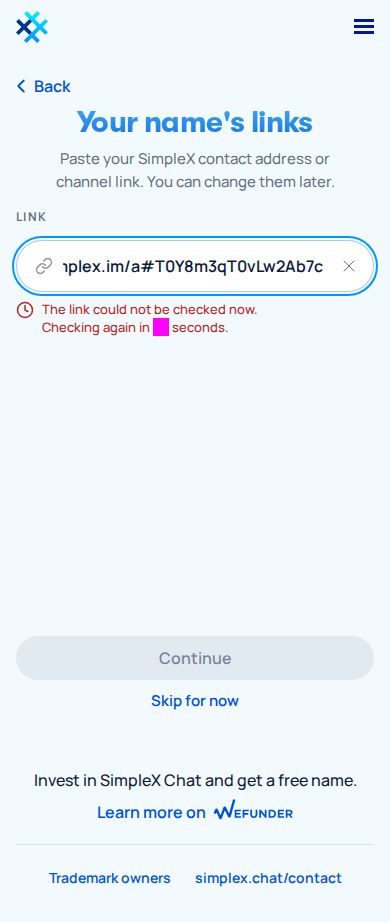 Back
Your name's links
Paste your SimpleX contact address or
channel link. You can change them later.
LINK
nplex.im/a#T0Y8m3qT0vLw2Ab7c
The link could not be checked now.
Checking again in seconds.
Continue
Skip for now
Invest in SimpleX Chat and get a free name.
Learn more on WEFUNDER
Trademark owners simplex.chat/contact